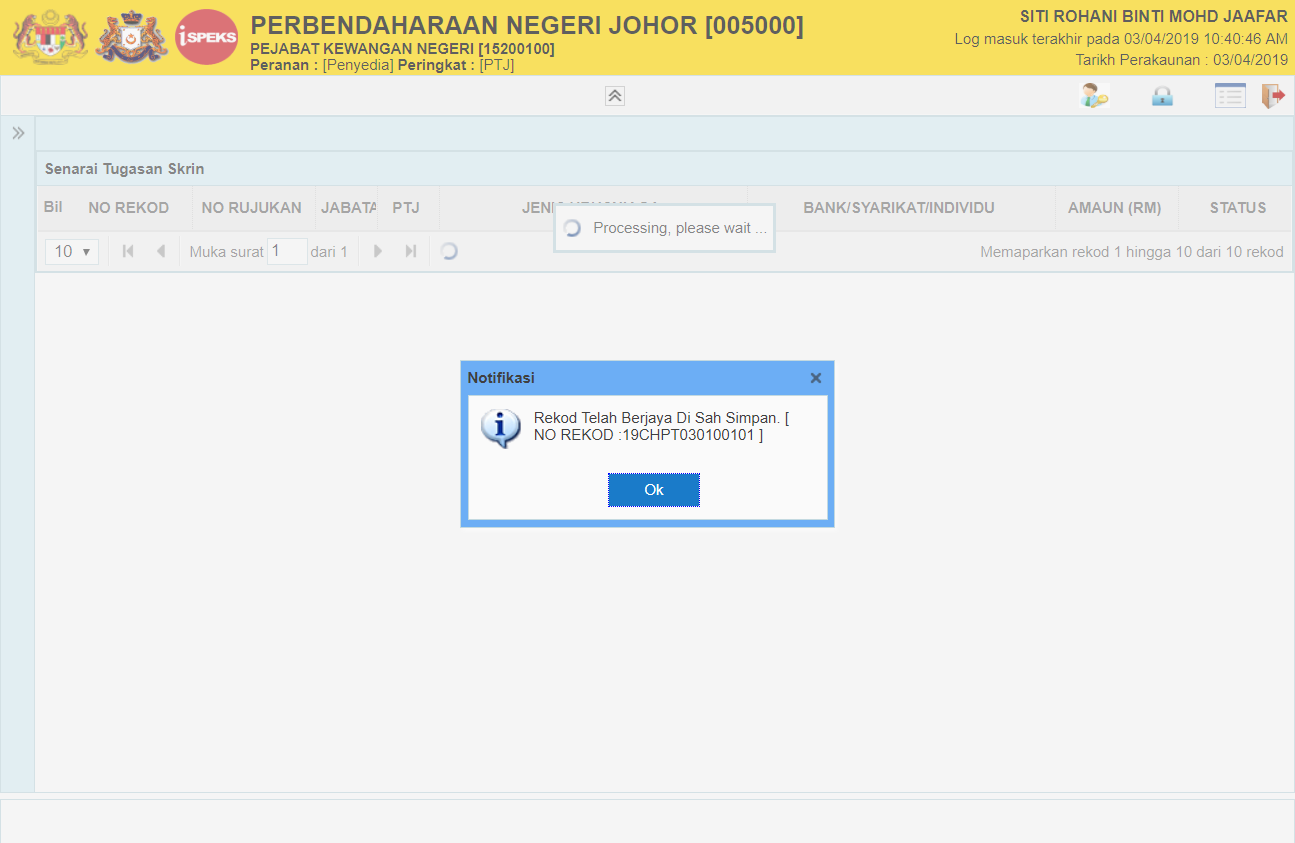 iSPEKS
PERBENDAHARAAN NEGERI JOHOR [005000]
PEJABAT KEWANGAN NEGERI [15200100]
Peranan : [Penyedia] Peringkat : [PTJ]
SITI ROHANI BINTI MOHD JAAFAR
Log masuk terakhir pada 03/04/2019 10:40:46 AM
Tarikh Perakaunan : 03/04/2019
Senarai Tugasan Skrin
Bil NO REKOD NO RUJUKAN JABATA PTJ BANK/SYARIKAT/INDIVIDU AMAUN (RM) STATUS
Processing, please wait ...
10 Muka surat 1 dari 1 Memaparkan rekod 1 hingga 10 dari 10 rekod
Notifikasi
Rekod Telah Berjaya Di Sah Simpan. [
NO REKOD :19CHPT030100101 ]
Ok